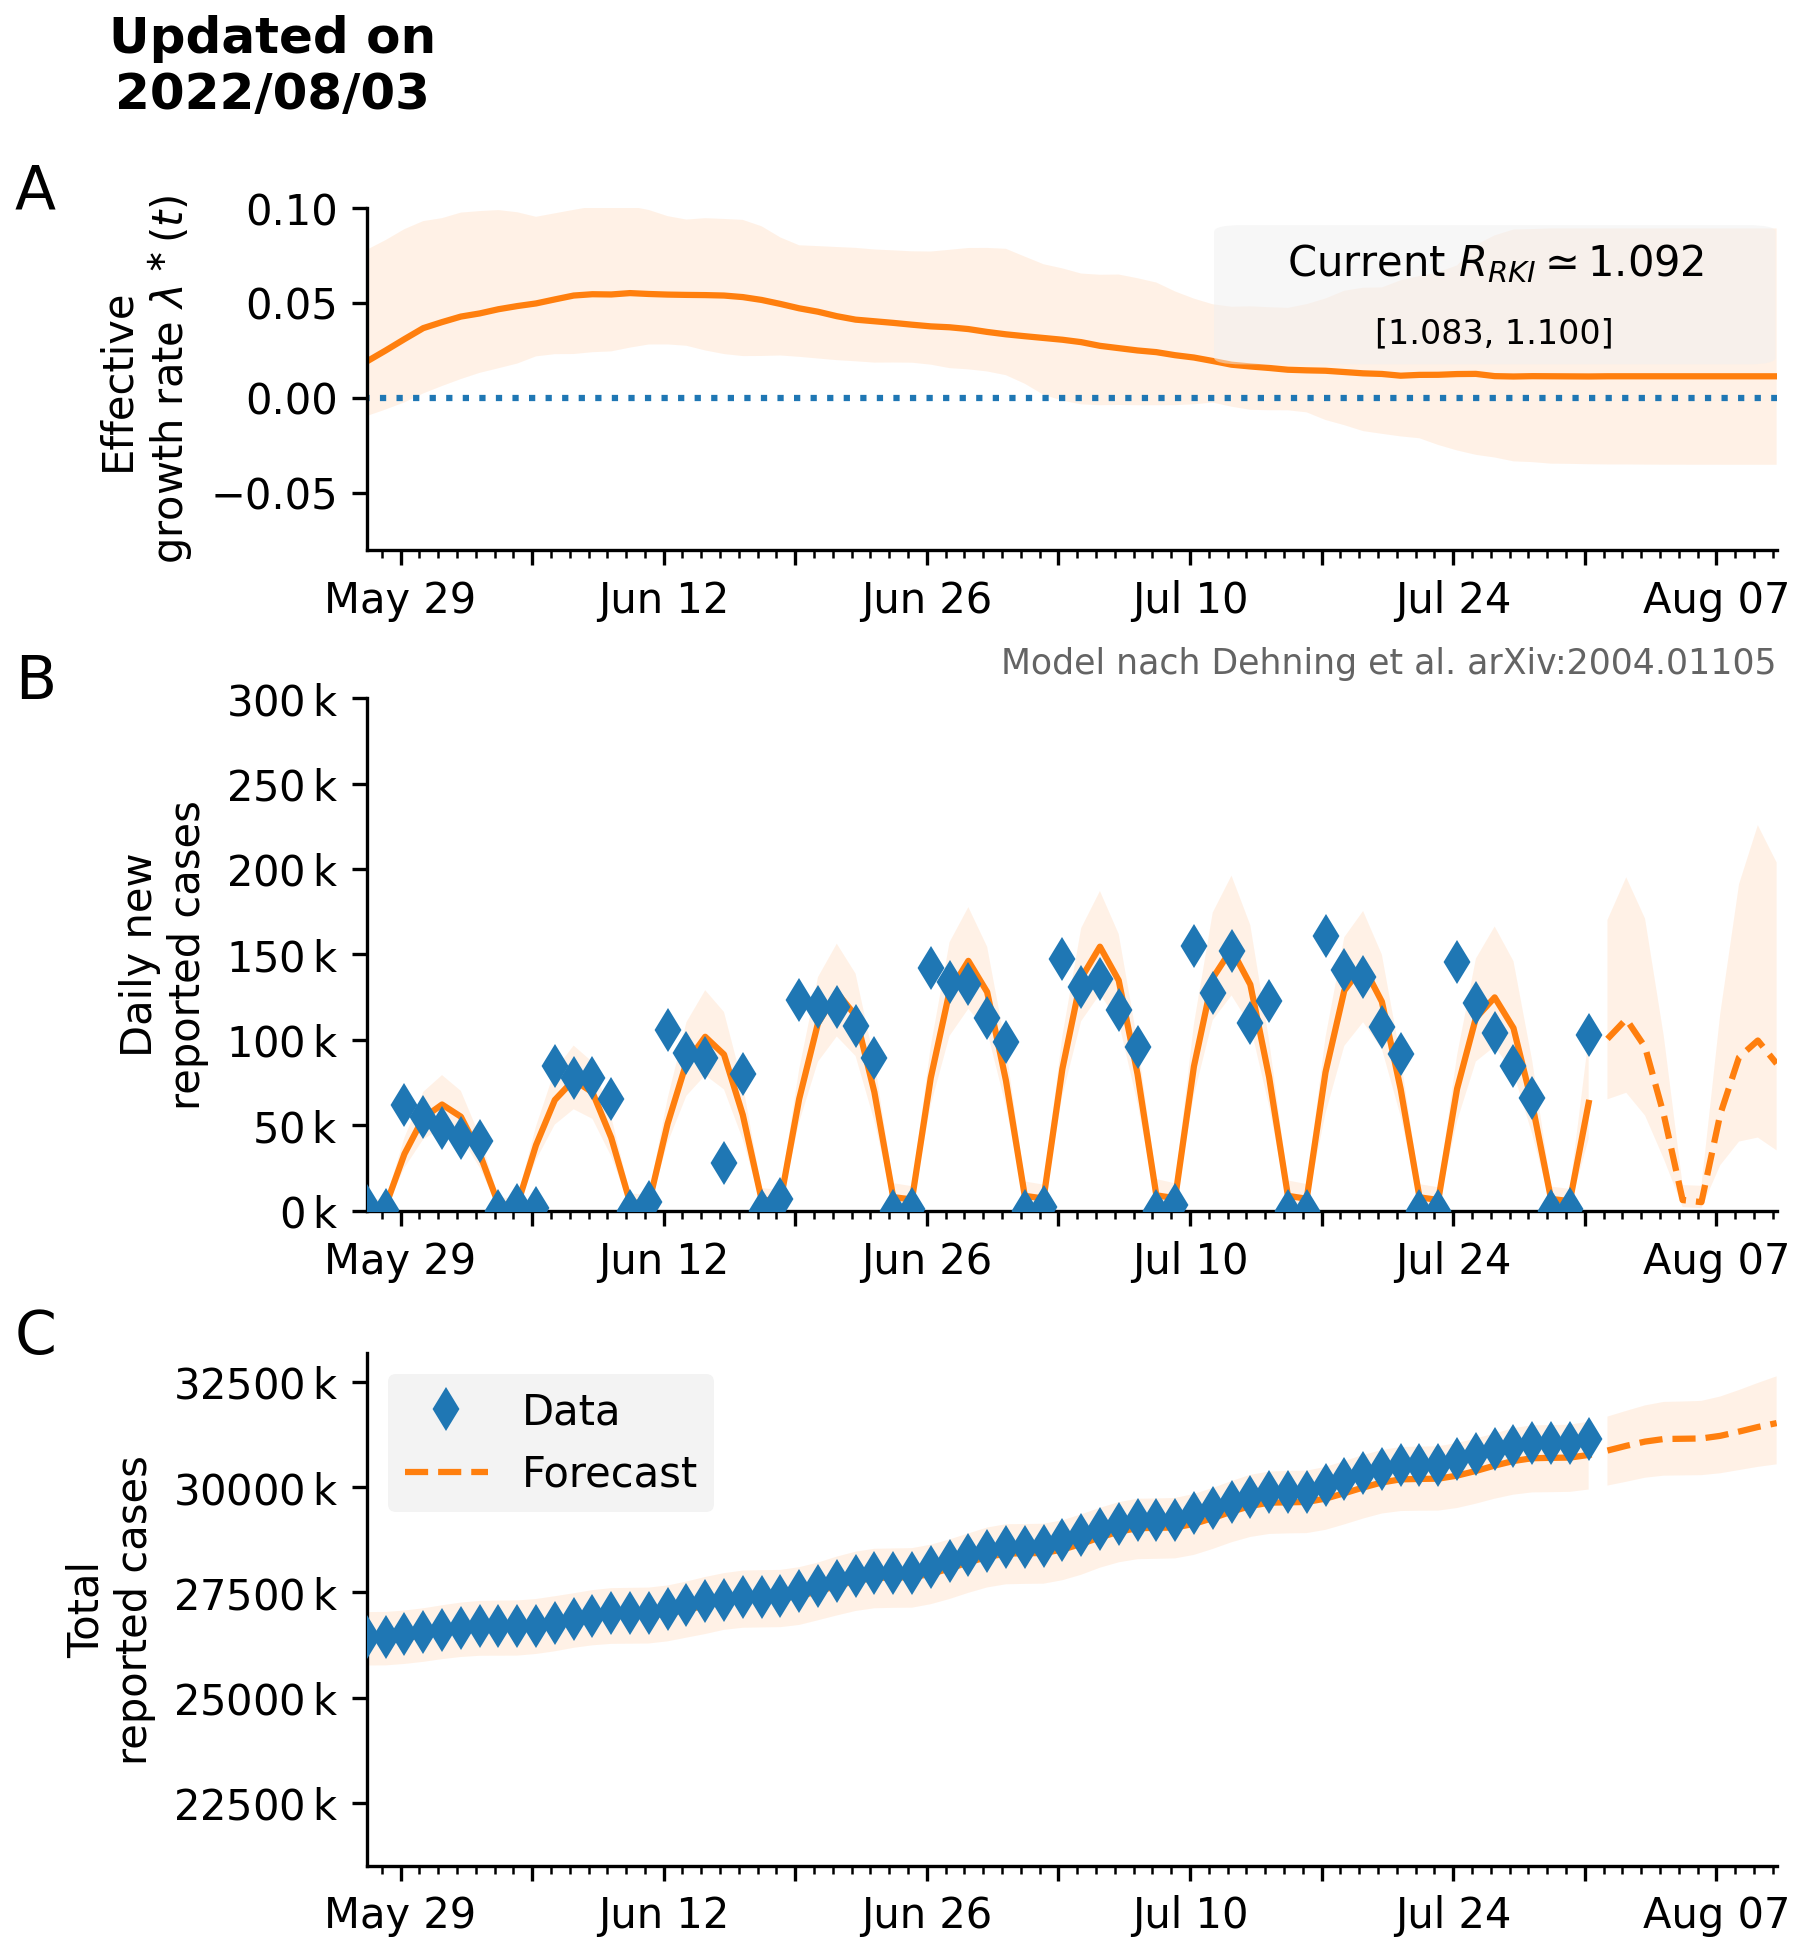 Updated on
2022/08/03
A
Effective
growth rate λ * (t)
0.10
0.05
0.00
−0.05
Current R_RKI ≃ 1.092
[1.083, 1.100]
May 29
Jun 12
Jun 26
Jul 10
Jul 24
Aug 07
B
Model nach Dehning et al. arXiv:2004.01105
Daily new
reported cases
300 k
250 k
200 k
150 k
100 k
50 k
0 k
May 29
Jun 12
Jun 26
Jul 10
Jul 24
Aug 07
C
Total
reported cases
32500 k
30000 k
27500 k
25000 k
22500 k
Data
Forecast
May 29
Jun 12
Jun 26
Jul 10
Jul 24
Aug 07